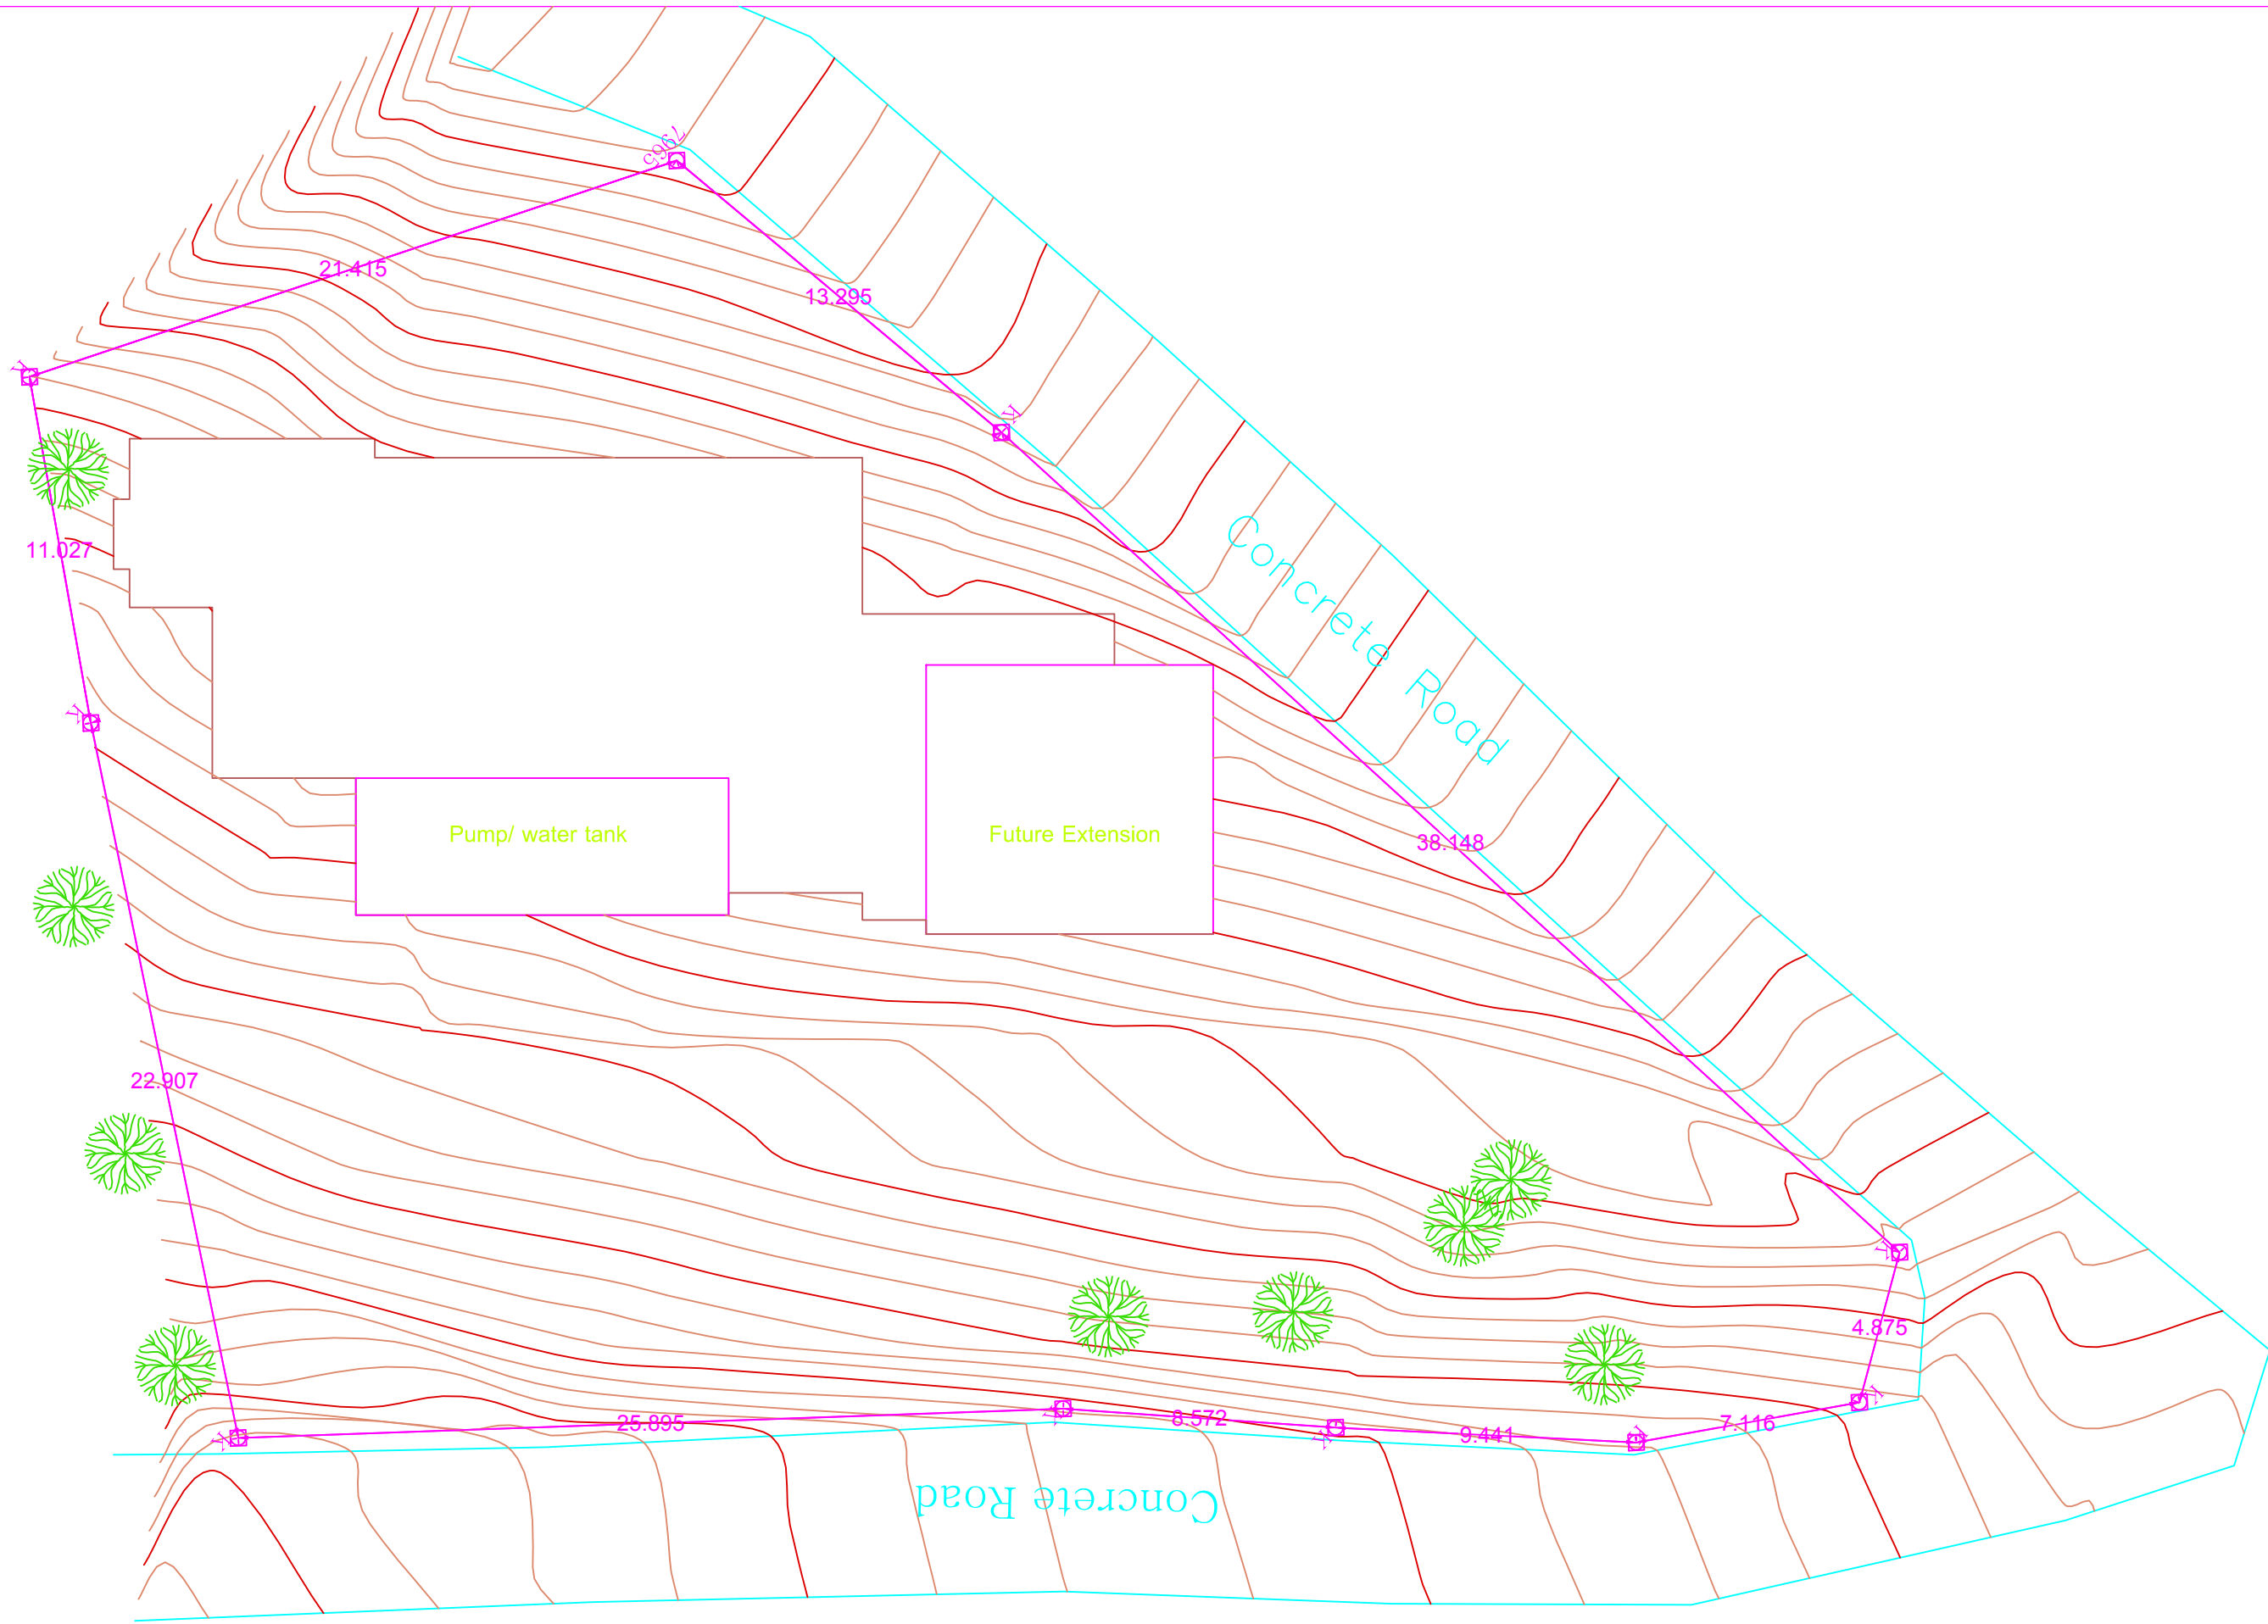 7965
21.415
13.295
11.027
Concrete Road
Pump/ water tank
Future Extension
38.148
22.907
4.875
25.895
8.572
9.441
7.116
Concrete Road